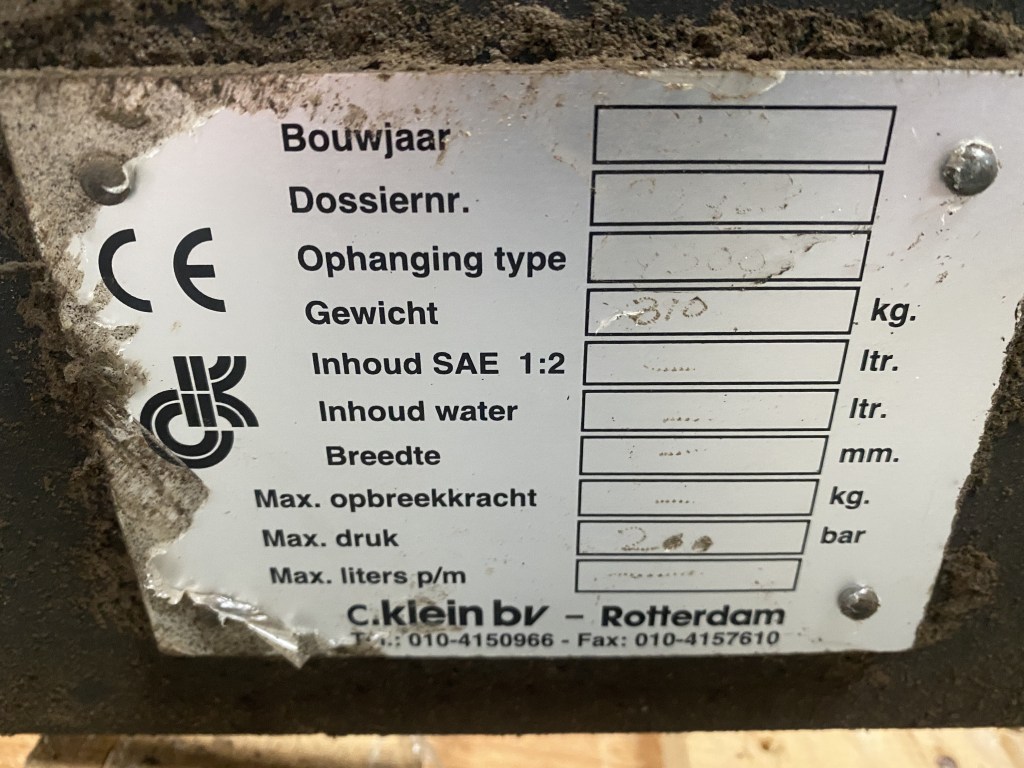 Bouwjaar
Dossiernr.
CE
Ophanging type
Gewicht 310 kg.
Inhoud SAE 1:2 ltr.
Inhoud water ltr.
Breedte mm.
Max. opbreekkracht kg.
Max. druk bar
Max. liters p/m
c.klein bv – Rotterdam
010-4150966 - Fax: 010-4157610